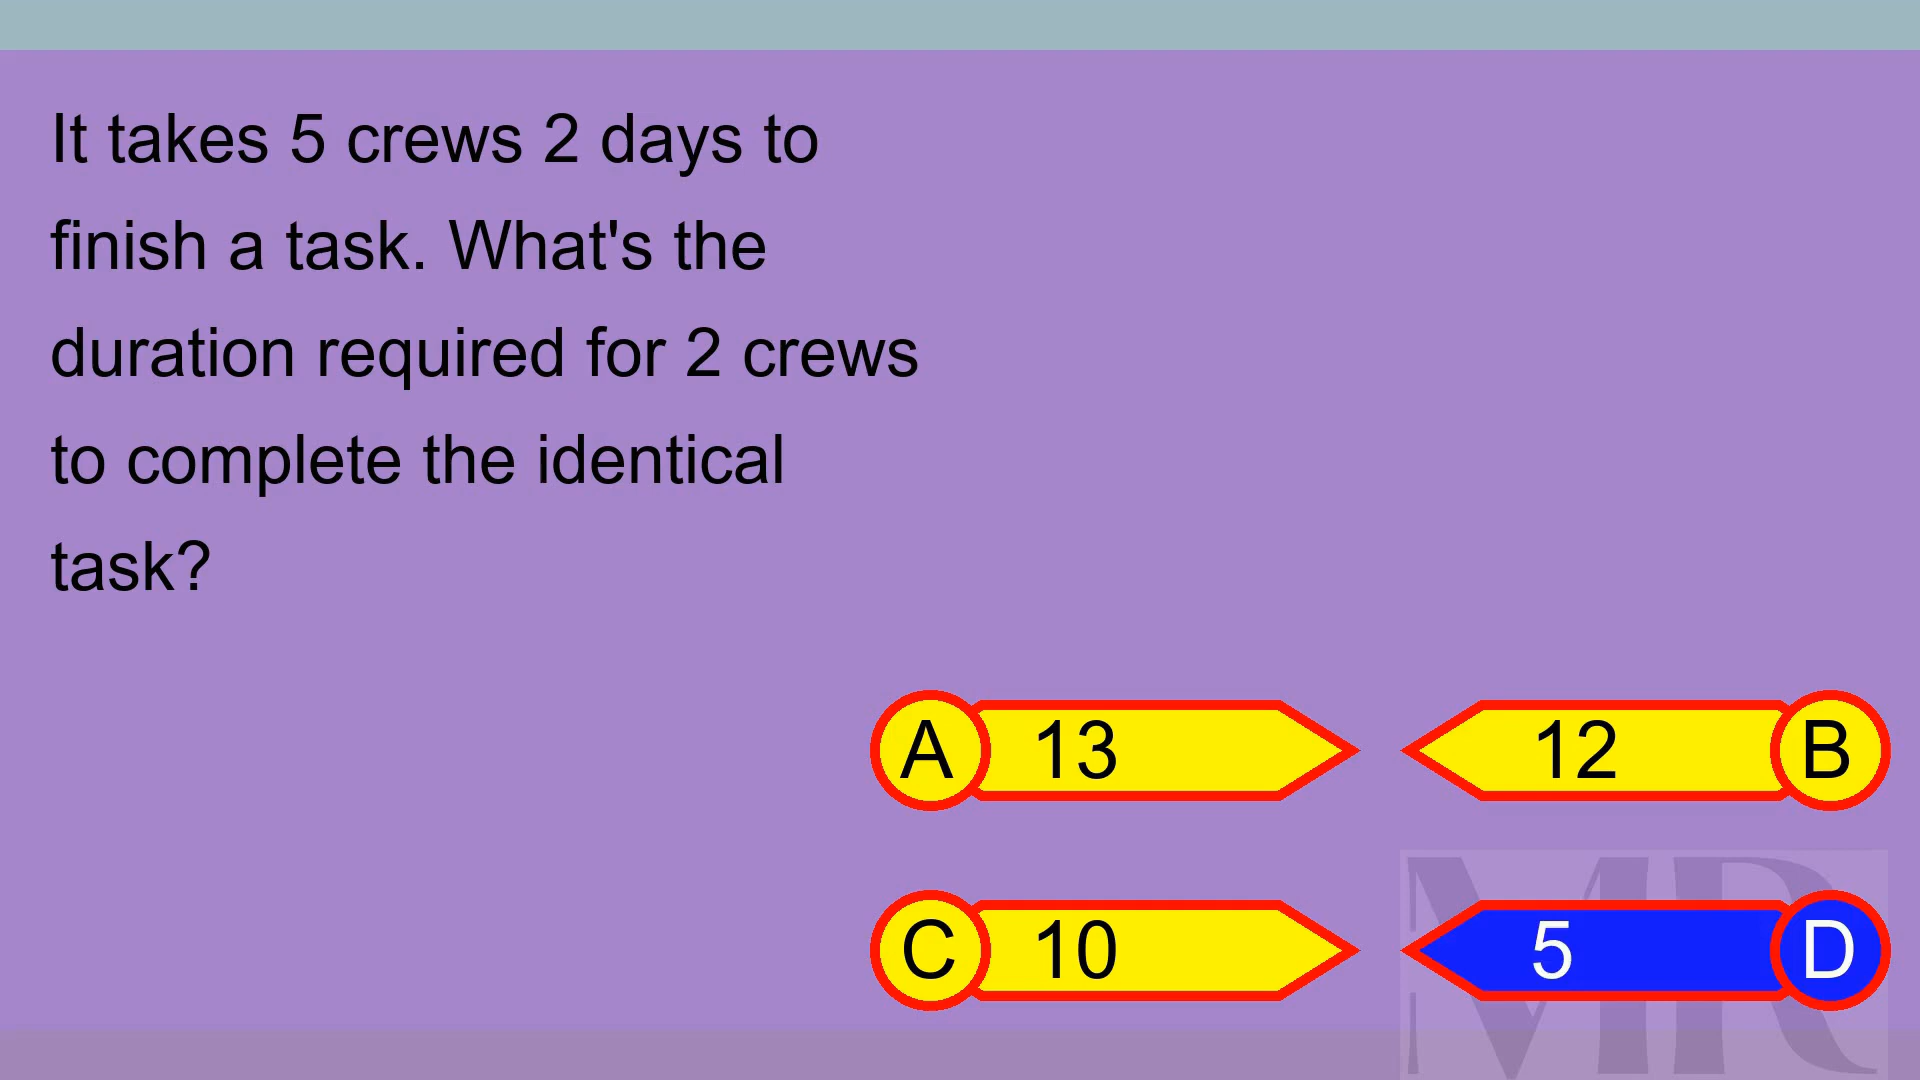 It takes 5 crews 2 days to
finish a task. What's the
duration required for 2 crews
to complete the identical
task?
A 13
12 B
C 10
5 D
MR